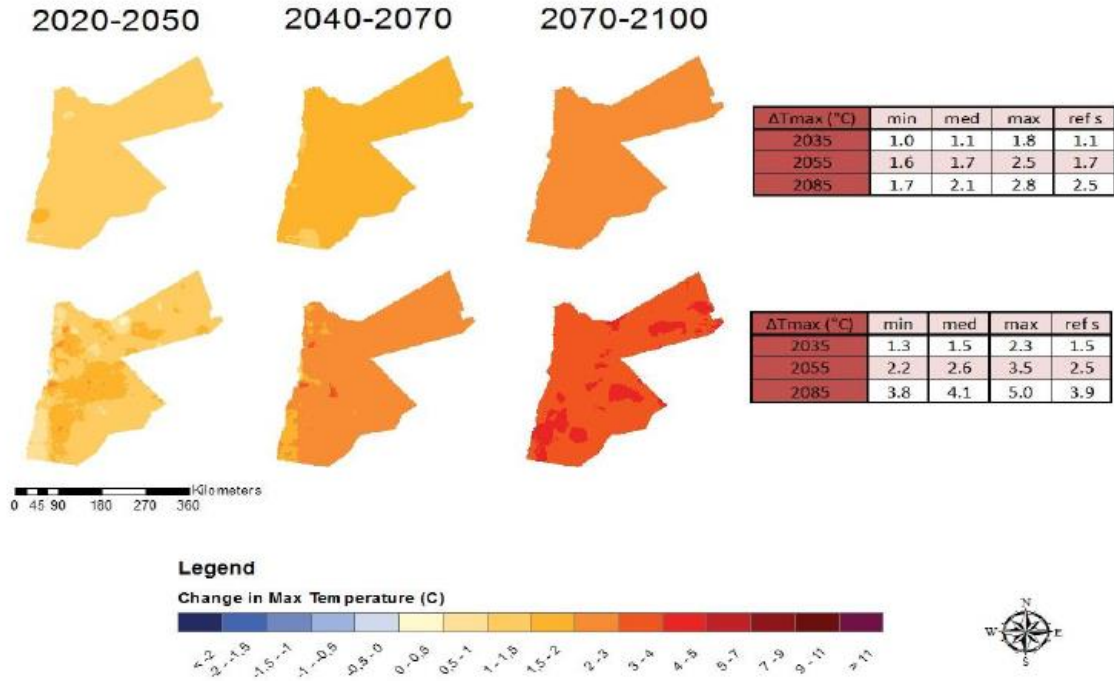 2020-2050 2040-2070 2070-2100
ΔTmax (°C) min med max ref s
2035 1.0 1.1 1.8 1.1
2055 1.6 1.7 2.5 1.7
2085 1.7 2.1 2.8 2.5
ΔTmax (°C) min med max ref s
2035 1.3 1.5 2.3 1.5
2055 2.2 2.6 3.5 2.5
2085 3.8 4.1 5.0 3.9
Kilometers
0 45 90 180 270 360
Legend
Change in Max Temperature (C)
< -2 -2 - -1,5 -1,5 - -1 -1 - -0,5 -0,5 - 0 0 - 0,5 0,5 - 1 1 - 1,5 1,5 - 2 2 - 3 3 - 4 4 - 5 5 - 7 7 - 9 9 - 11 > 11
N
W E
S